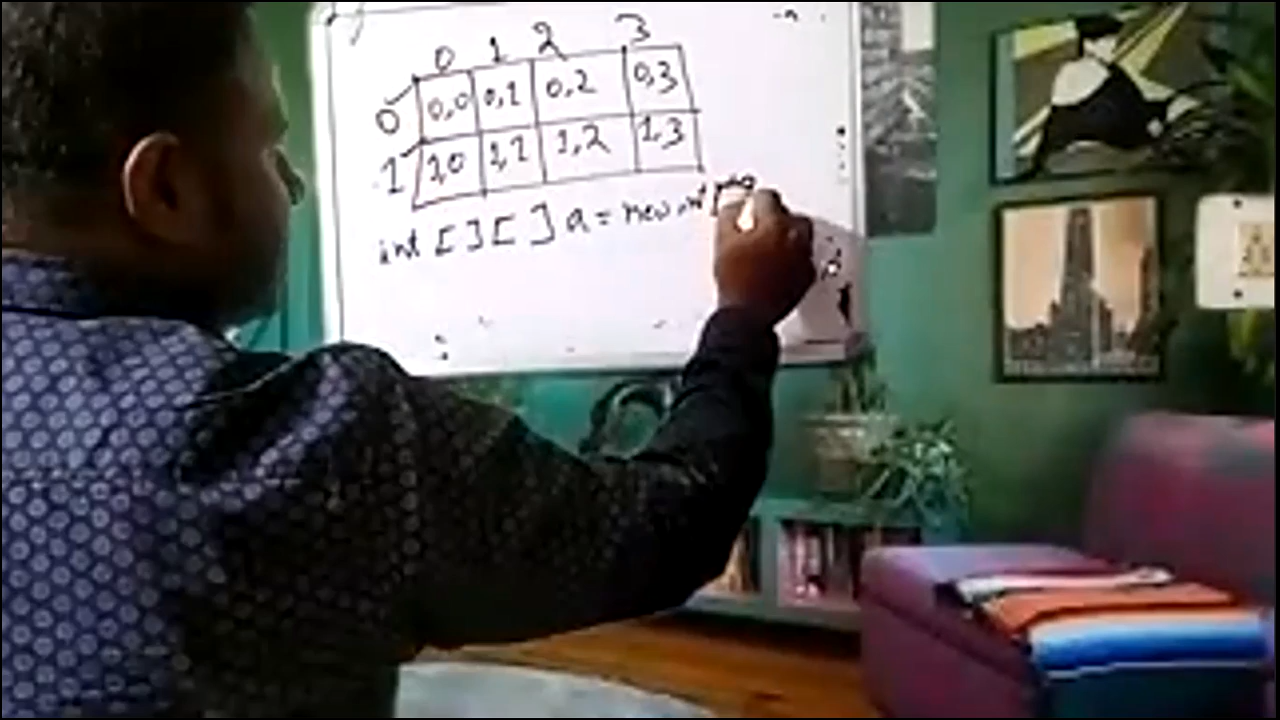 0 1 2 3
0 0,0 0,1 0,2 0,3
1 1,0 1,1 1,2 1,3
int [ ] [ ] a = new int [